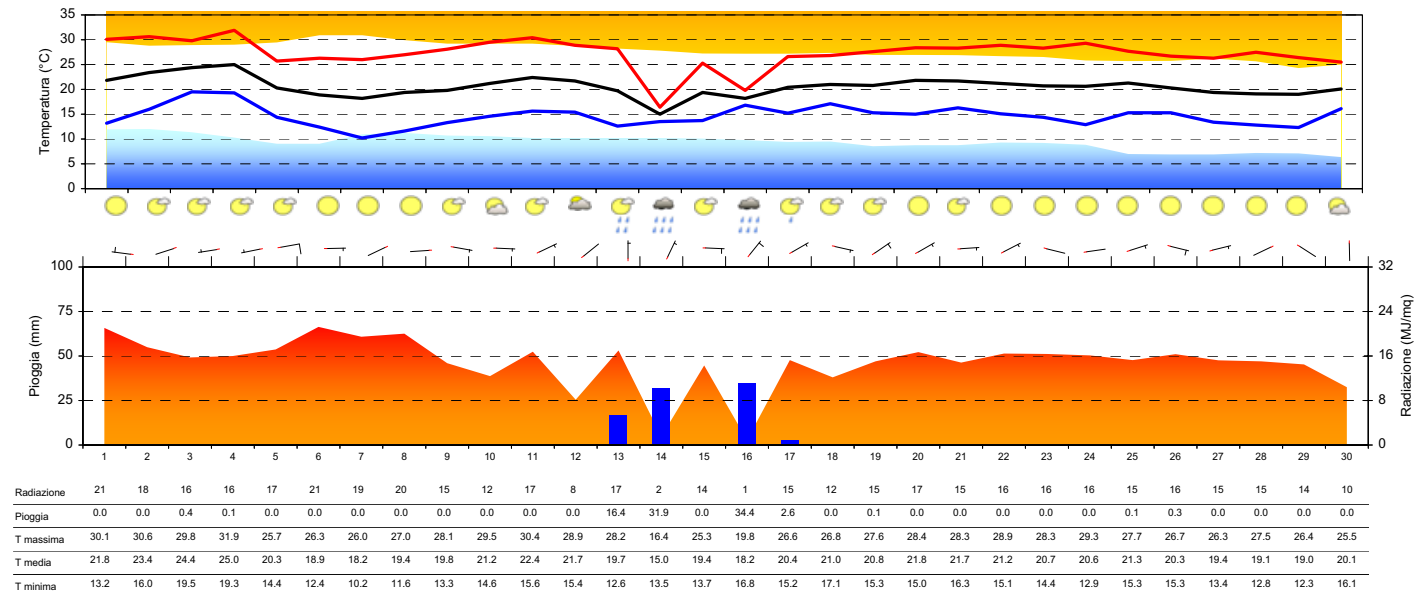 Temperatura (°C)
35
30
25
20
15
10
5
0
Pioggia (mm)
100
75
50
25
0
Radiazione (MJ/mq)
32
24
16
8
0
1 2 3 4 5 6 7 8 9 10 11 12 13 14 15 16 17 18 19 20 21 22 23 24 25 26 27 28 29 30
Radiazione 21 18 16 16 17 21 19 20 15 12 17 8 17 2 14 1 15 12 15 17 15 16 16 16 15 16 15 15 14 10
Pioggia 0.0 0.0 0.4 0.1 0.0 0.0 0.0 0.0 0.0 0.0 0.0 0.0 16.4 31.9 0.0 34.4 2.6 0.0 0.1 0.0 0.0 0.0 0.0 0.0 0.1 0.3 0.0 0.0 0.0 0.0
T massima 30.1 30.6 29.8 31.9 25.7 26.3 26.0 27.0 28.1 29.5 30.4 28.9 28.2 16.4 25.3 19.8 26.6 26.8 27.6 28.4 28.3 28.9 28.3 29.3 27.7 26.7 26.3 27.5 26.4 25.5
T media 21.8 23.4 24.4 25.0 20.3 18.9 18.2 19.4 19.8 21.2 22.4 21.7 19.7 15.0 19.4 18.2 20.4 21.0 20.8 21.8 21.7 21.2 20.7 20.6 21.3 20.3 19.4 19.1 19.0 20.1
T minima 13.2 16.0 19.5 19.3 14.4 12.4 10.2 11.6 13.3 14.6 15.6 15.4 12.6 13.5 13.7 16.8 15.2 17.1 15.3 15.0 16.3 15.1 14.4 12.9 15.3 15.3 13.4 12.8 12.3 16.1